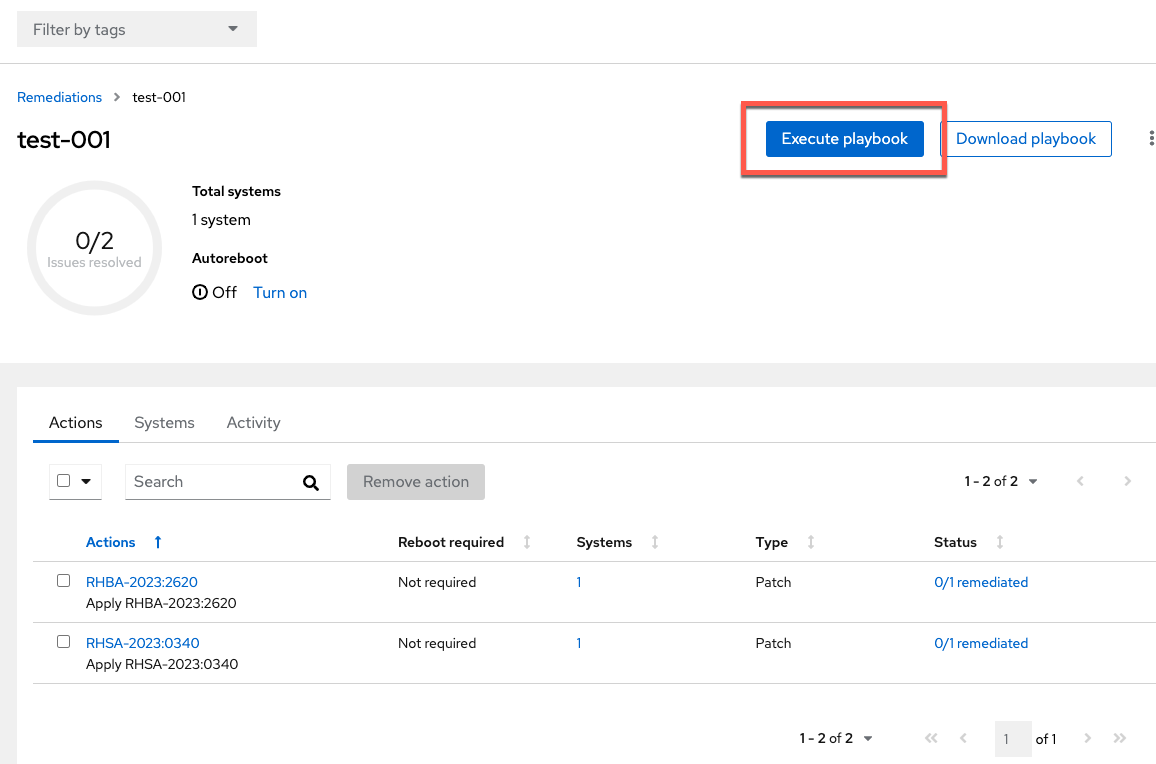 Filter by tags
Remediations > test-001
test-001
Execute playbook
Download playbook
0/2
Issues resolved
Total systems
1 system
Autoreboot
Off Turn on
Actions Systems Activity
Search
Remove action
1 - 2 of 2
Actions Reboot required Systems Type Status
RHBA-2023:2620 Not required 1 Patch 0/1 remediated
Apply RHBA-2023:2620
RHSA-2023:0340 Not required 1 Patch 0/1 remediated
Apply RHSA-2023:0340
1 - 2 of 2 1 of 1